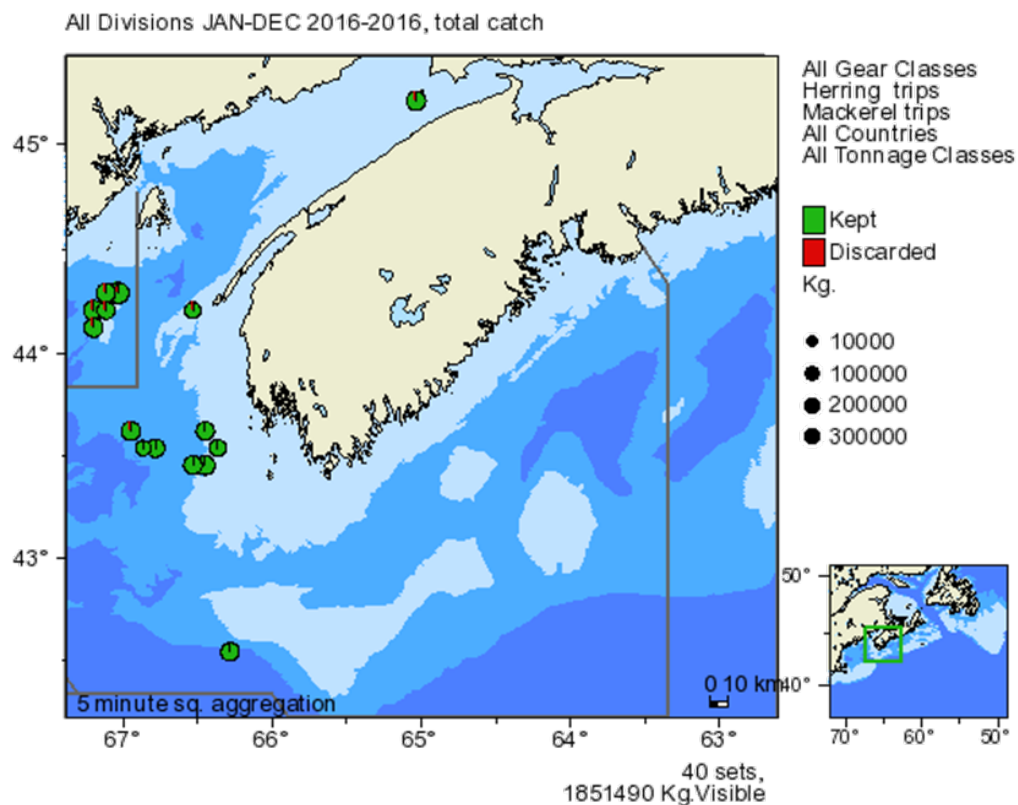 All Divisions JAN-DEC 2016-2016, total catch
All Gear Classes
Herring trips
Mackerel trips
All Countries
All Tonnage Classes
Kept
Discarded
Kg.
10000
100000
200000
300000
45°
44°
43°
50°
40°
0 10 km
5 minute sq. aggregation
67° 66° 65° 64° 63°
70° 60° 50°
40 sets,
1851490 Kg.Visible